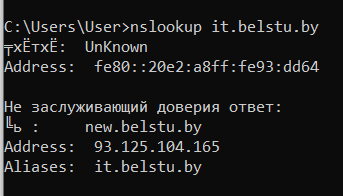 C:\Users\User>nslookup it.belstu.by
╤хЁтхЁ:  UnKnown
Address:  fe80::20e2:a8ff:fe93:dd64
Не заслуживающий доверия ответ:
╚ь :     new.belstu.by
Address:  93.125.104.165
Aliases:  it.belstu.by